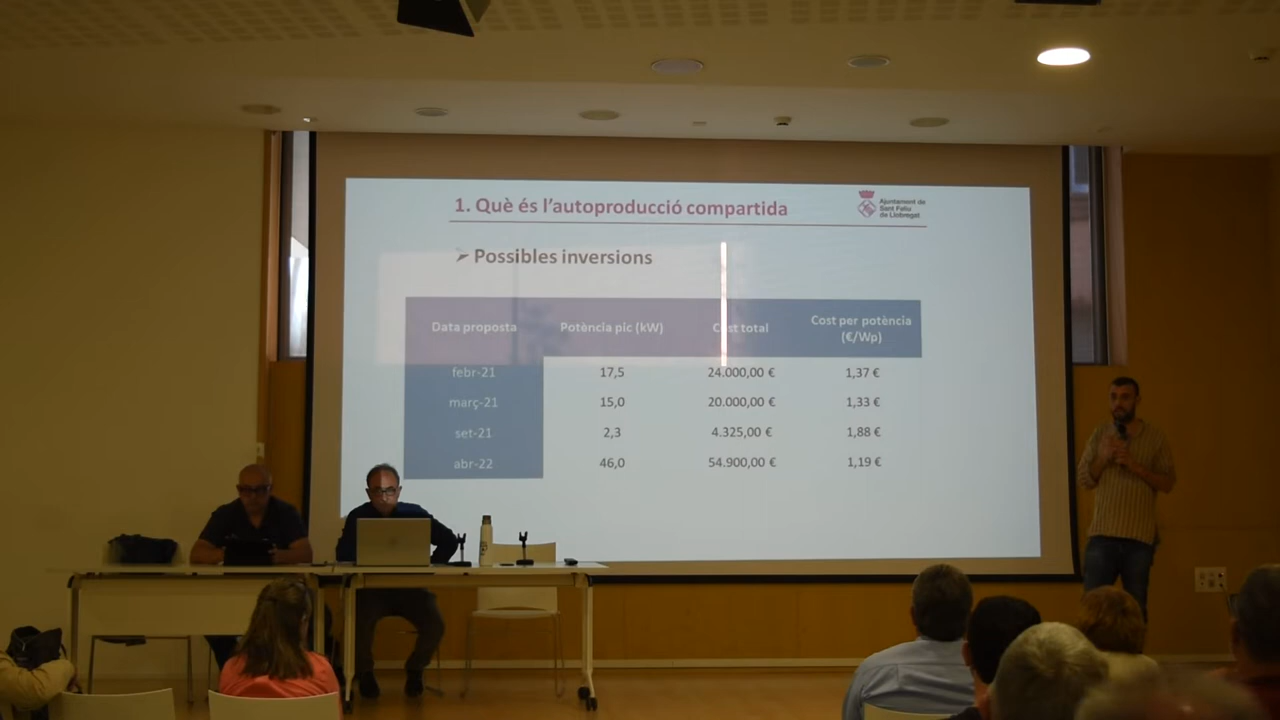 1. Què és l'autoproducció compartida
Ajuntament de
Sant Feliu
de Llobregat
➢ Possibles inversions
Data proposta Potència pic (kW) Cost total Cost per potència (€/Wp)
febr-21 17,5 24.000,00 € 1,37 €
març-21 15,0 20.000,00 € 1,33 €
set-21 2,3 4.325,00 € 1,88 €
abr-22 46,0 54.900,00 € 1,19 €